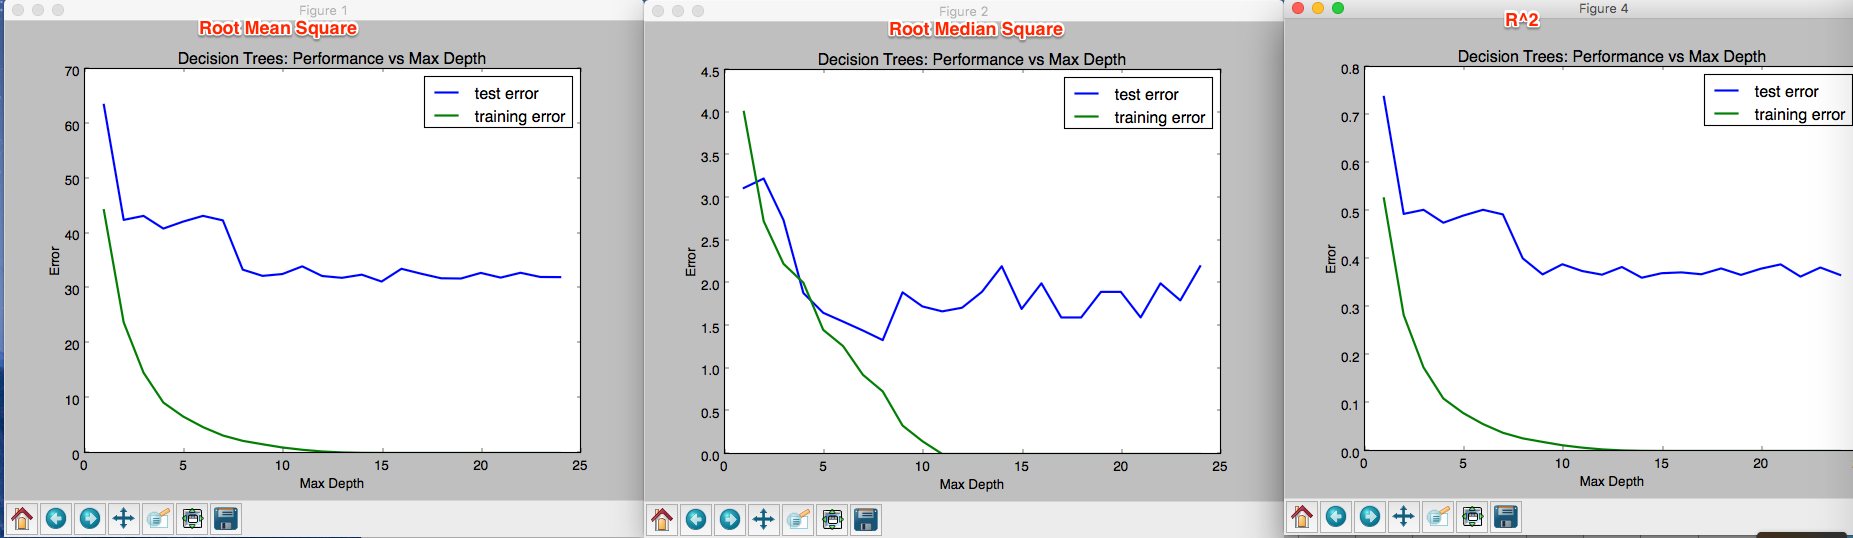 Figure 1
Root Mean Square
Decision Trees: Performance vs Max Depth
test error
training error
70
60
50
40
30
20
10
0
Error
0 5 10 15 20 25
Max Depth
Figure 2
Root Median Square
Decision Trees: Performance vs Max Depth
test error
training error
4.5
4.0
3.5
3.0
2.5
2.0
1.5
1.0
0.5
0.0
Error
0 5 10 15 20 25
Max Depth
Figure 4
R^2
Decision Trees: Performance vs Max Depth
test error
training error
0.8
0.7
0.6
0.5
0.4
0.3
0.2
0.1
0.0
Error
0 5 10 15 20
Max Depth